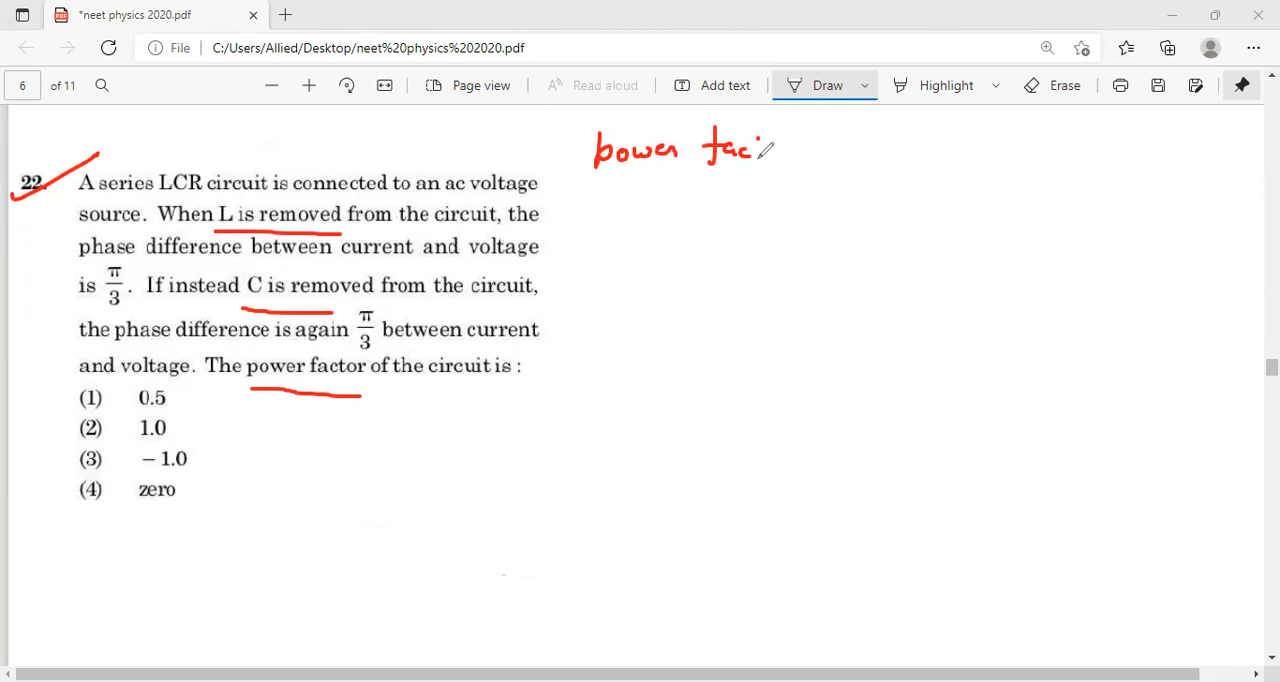 *neet physics 2020.pdf
File C:/Users/Allied/Desktop/neet%20physics%202020.pdf
6 of 11 Page view Read aloud Add text Draw Highlight Erase
power fac
22. A series LCR circuit is connected to an ac voltage
source. When L is removed from the circuit, the
phase difference between current and voltage
is π/3. If instead C is removed from the circuit,
the phase difference is again π/3 between current
and voltage. The power factor of the circuit is :
(1) 0.5
(2) 1.0
(3) – 1.0
(4) zero